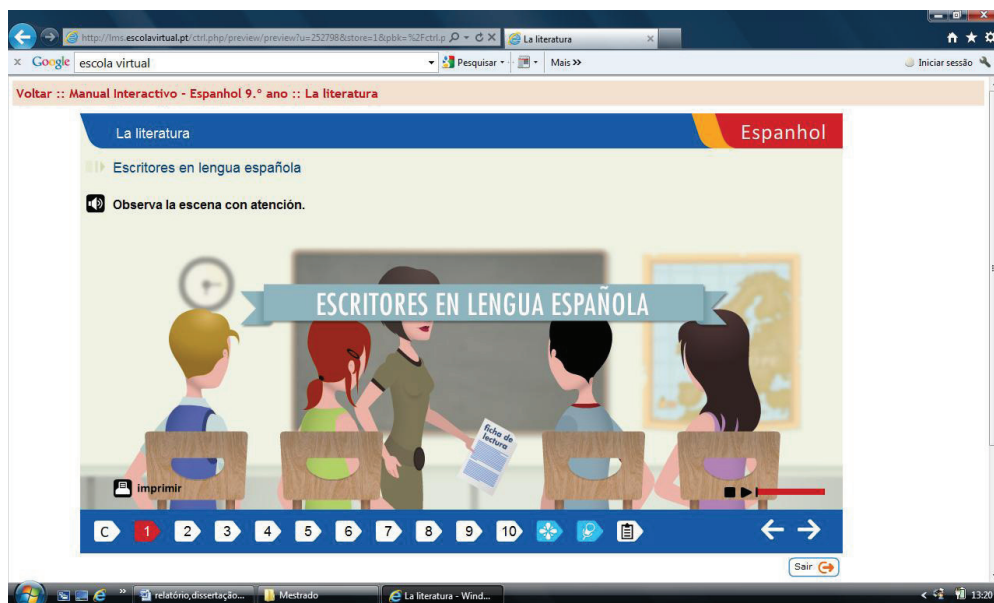 http://lms.escolavirtual.pt/ctrl.php/preview/preview?u=252798&store=1&pbk=%2Fctrl.p
La literatura
Google escola virtual Pesquisar Mais »
Iniciar sessão
Voltar :: Manual Interactivo - Espanhol 9.º ano :: La literatura
La literatura
Espanhol
Escritores en lengua española
Observa la escena con atención.
ESCRITORES EN LENGUA ESPAÑOLA
ficha de
lectura
imprimir
C 1 2 3 4 5 6 7 8 9 10
Sair
relatório,dissertação... Mestrado La literatura - Wind... 13:20